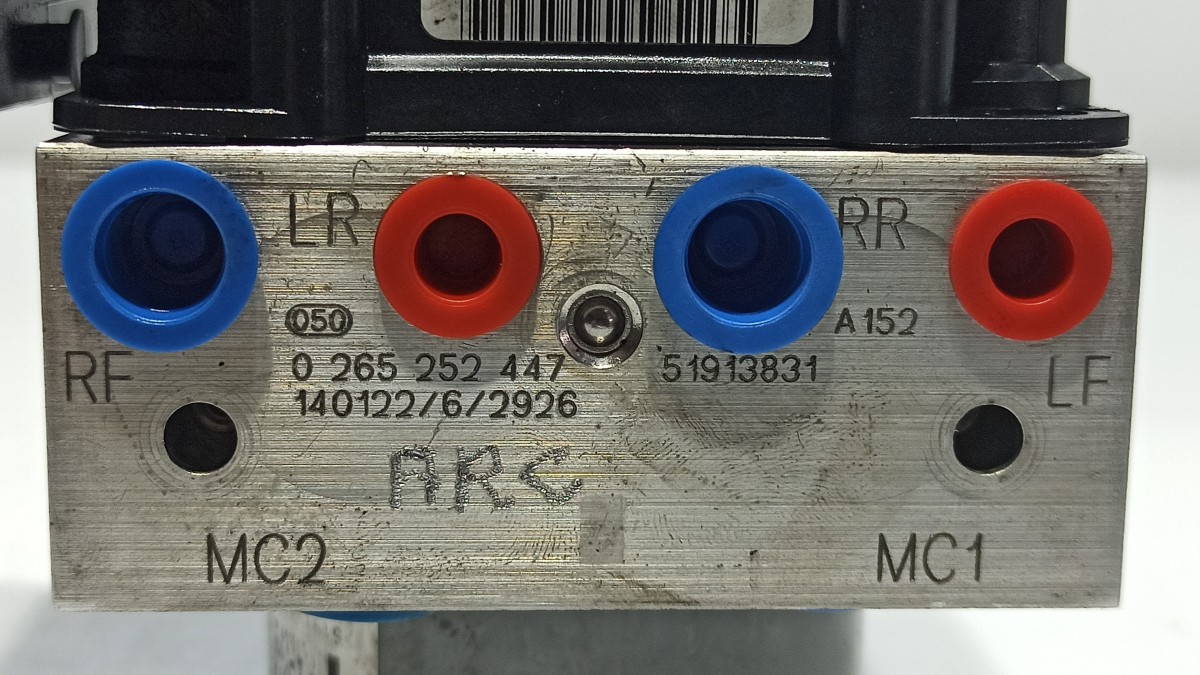 LR
RR
050
A152
RF
0 265 252 447
51913831
LF
140122/6/2926
ARC
MC2
MC1